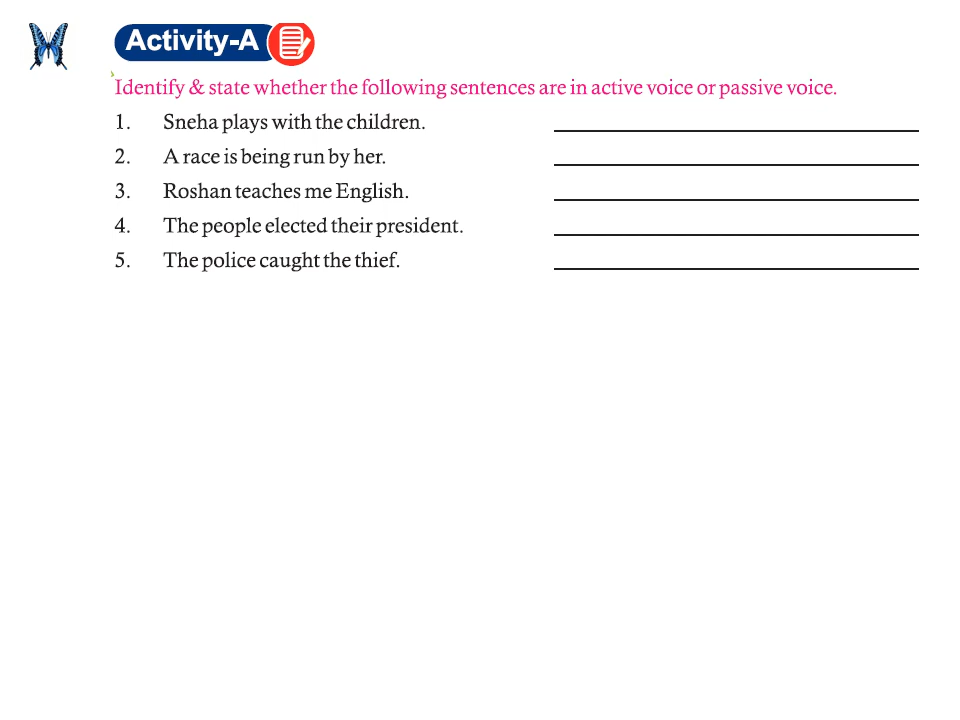 Activity-A
Identify & state whether the following sentences are in active voice or passive voice.
1. Sneha plays with the children.
2. A race is being run by her.
3. Roshan teaches me English.
4. The people elected their president.
5. The police caught the thief.